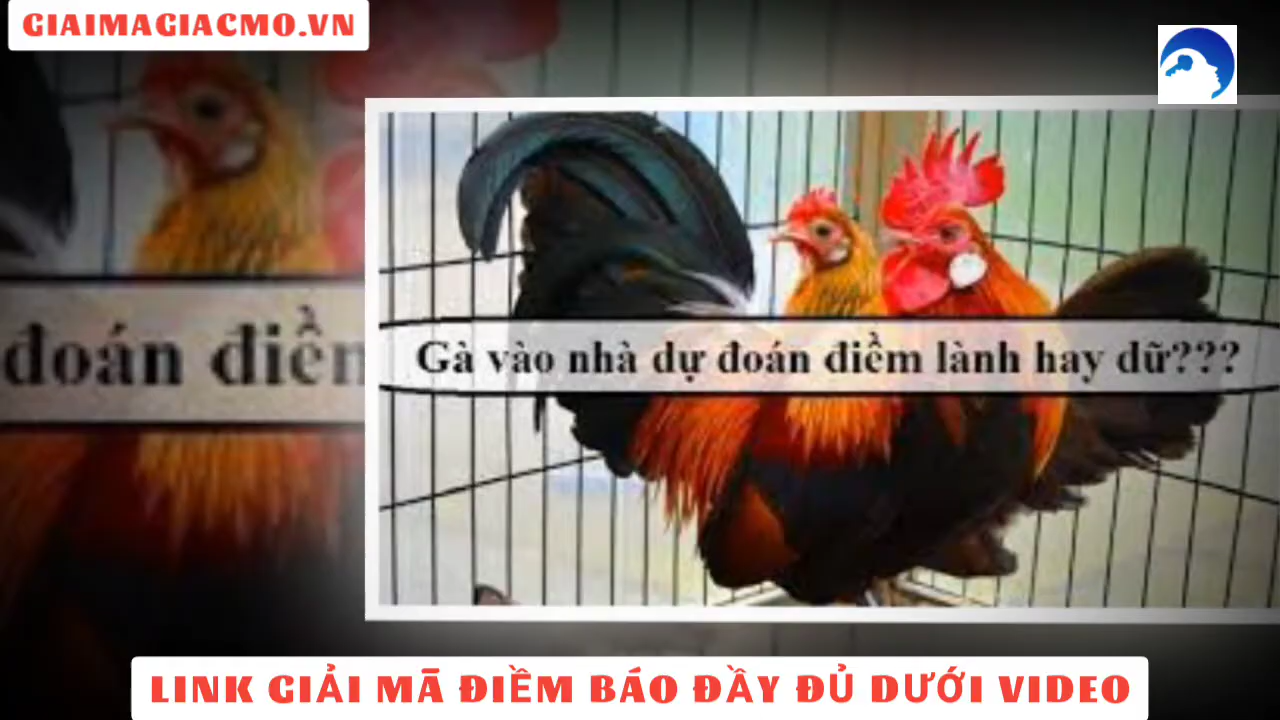 GIAIMAGIACMO.VN
đoán điềm
Gà vào nhà dự đoán điềm lành hay dữ???
LINK GIẢI MÃ ĐIỀM BÁO ĐẦY ĐỦ DƯỚI VIDEO